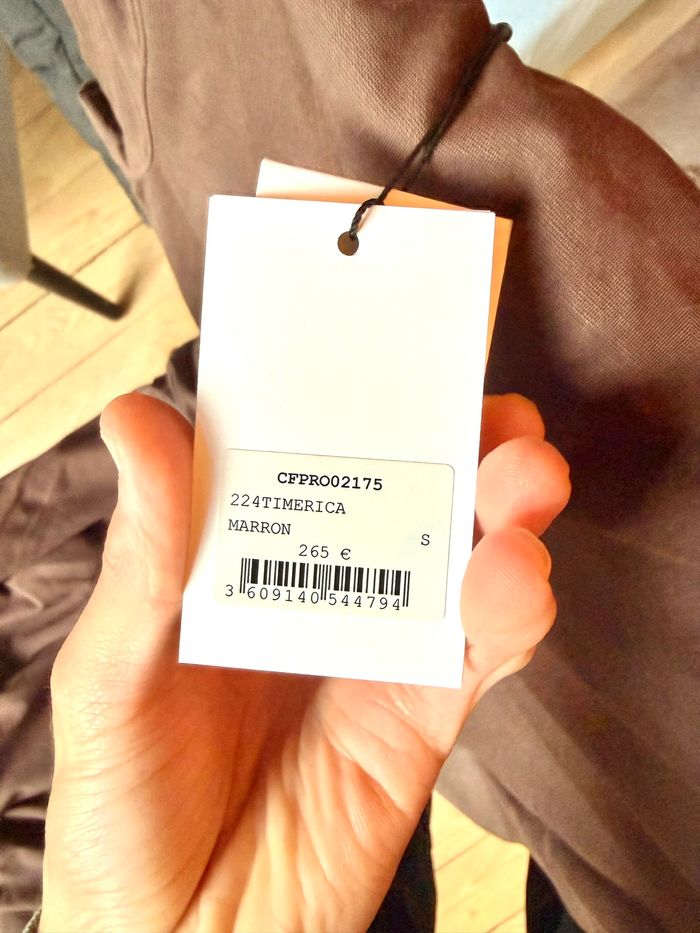 CFPRO02175
224TIMERICA
MARRON S
265 €
3 609140 544794